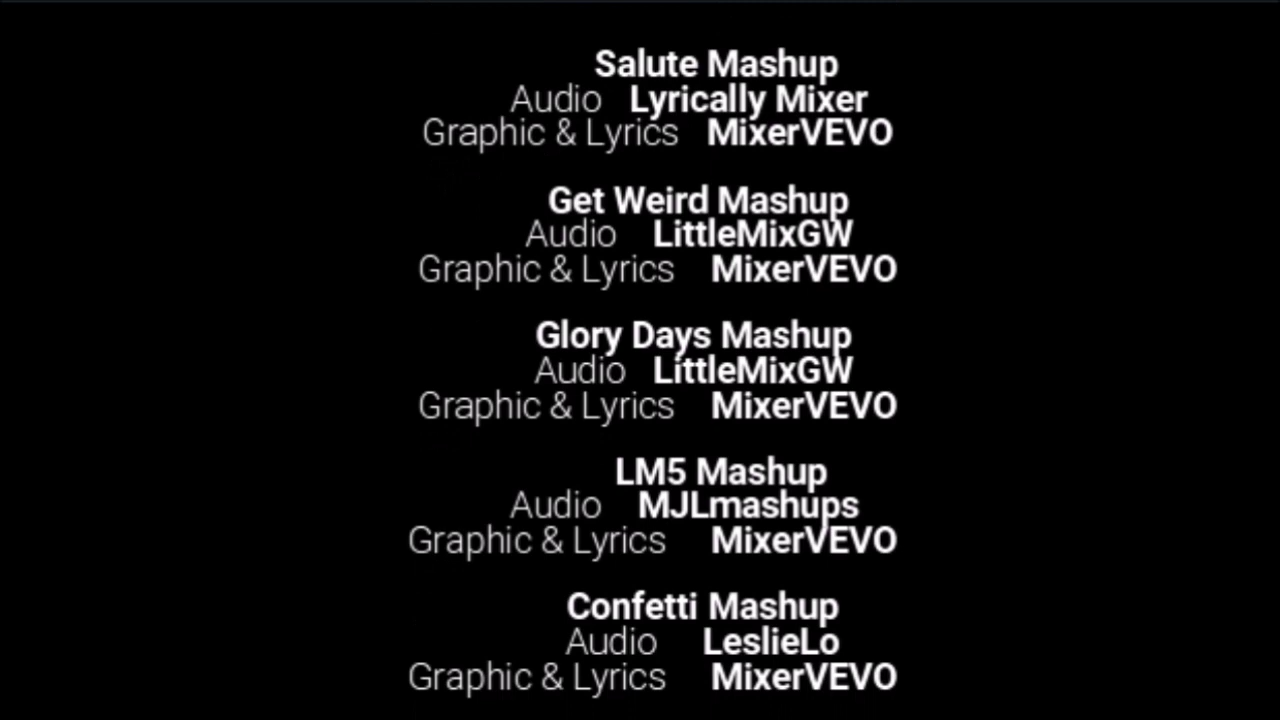 Salute Mashup
Audio Lyrically Mixer
Graphic & Lyrics MixerVEVO
Get Weird Mashup
Audio LittleMixGW
Graphic & Lyrics MixerVEVO
Glory Days Mashup
Audio LittleMixGW
Graphic & Lyrics MixerVEVO
LM5 Mashup
Audio MJLmashups
Graphic & Lyrics MixerVEVO
Confetti Mashup
Audio LeslieLo
Graphic & Lyrics MixerVEVO